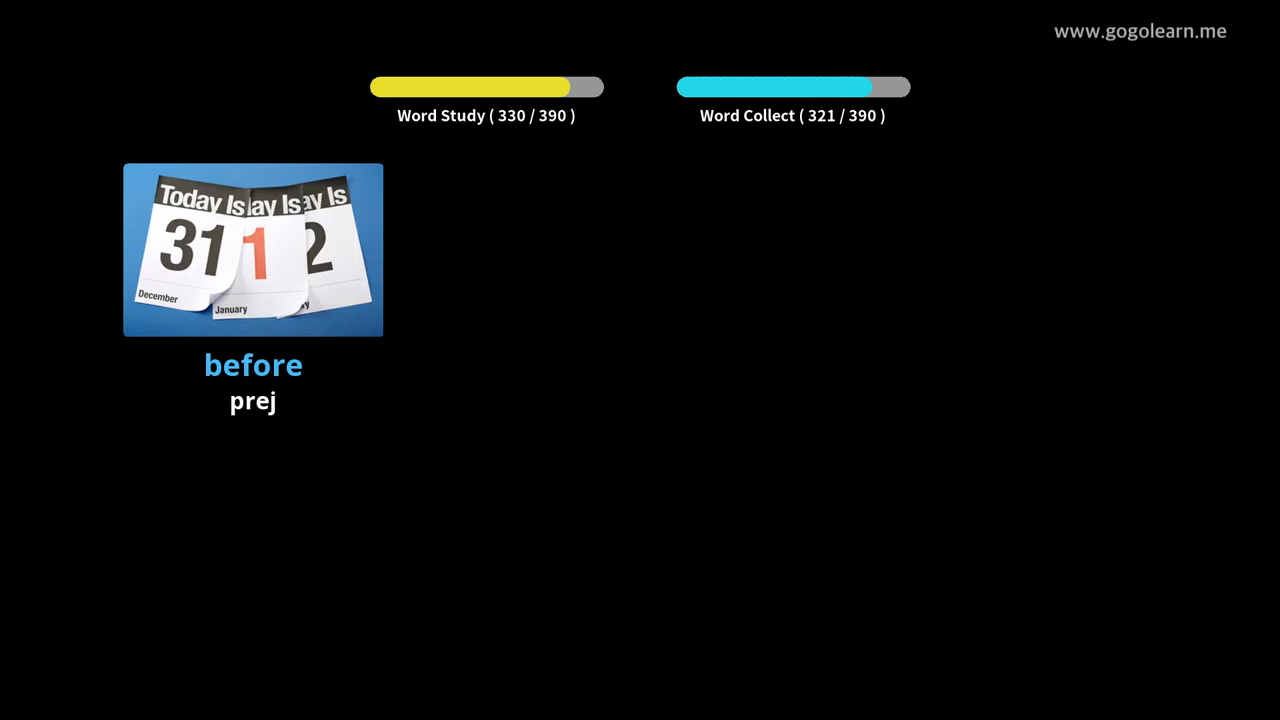 www.gogolearn.me
Word Study ( 330 / 390 )
Word Collect ( 321 / 390 )
Today Is
31
December
ay Is
1
January
ay Is
2
ry
before
prej